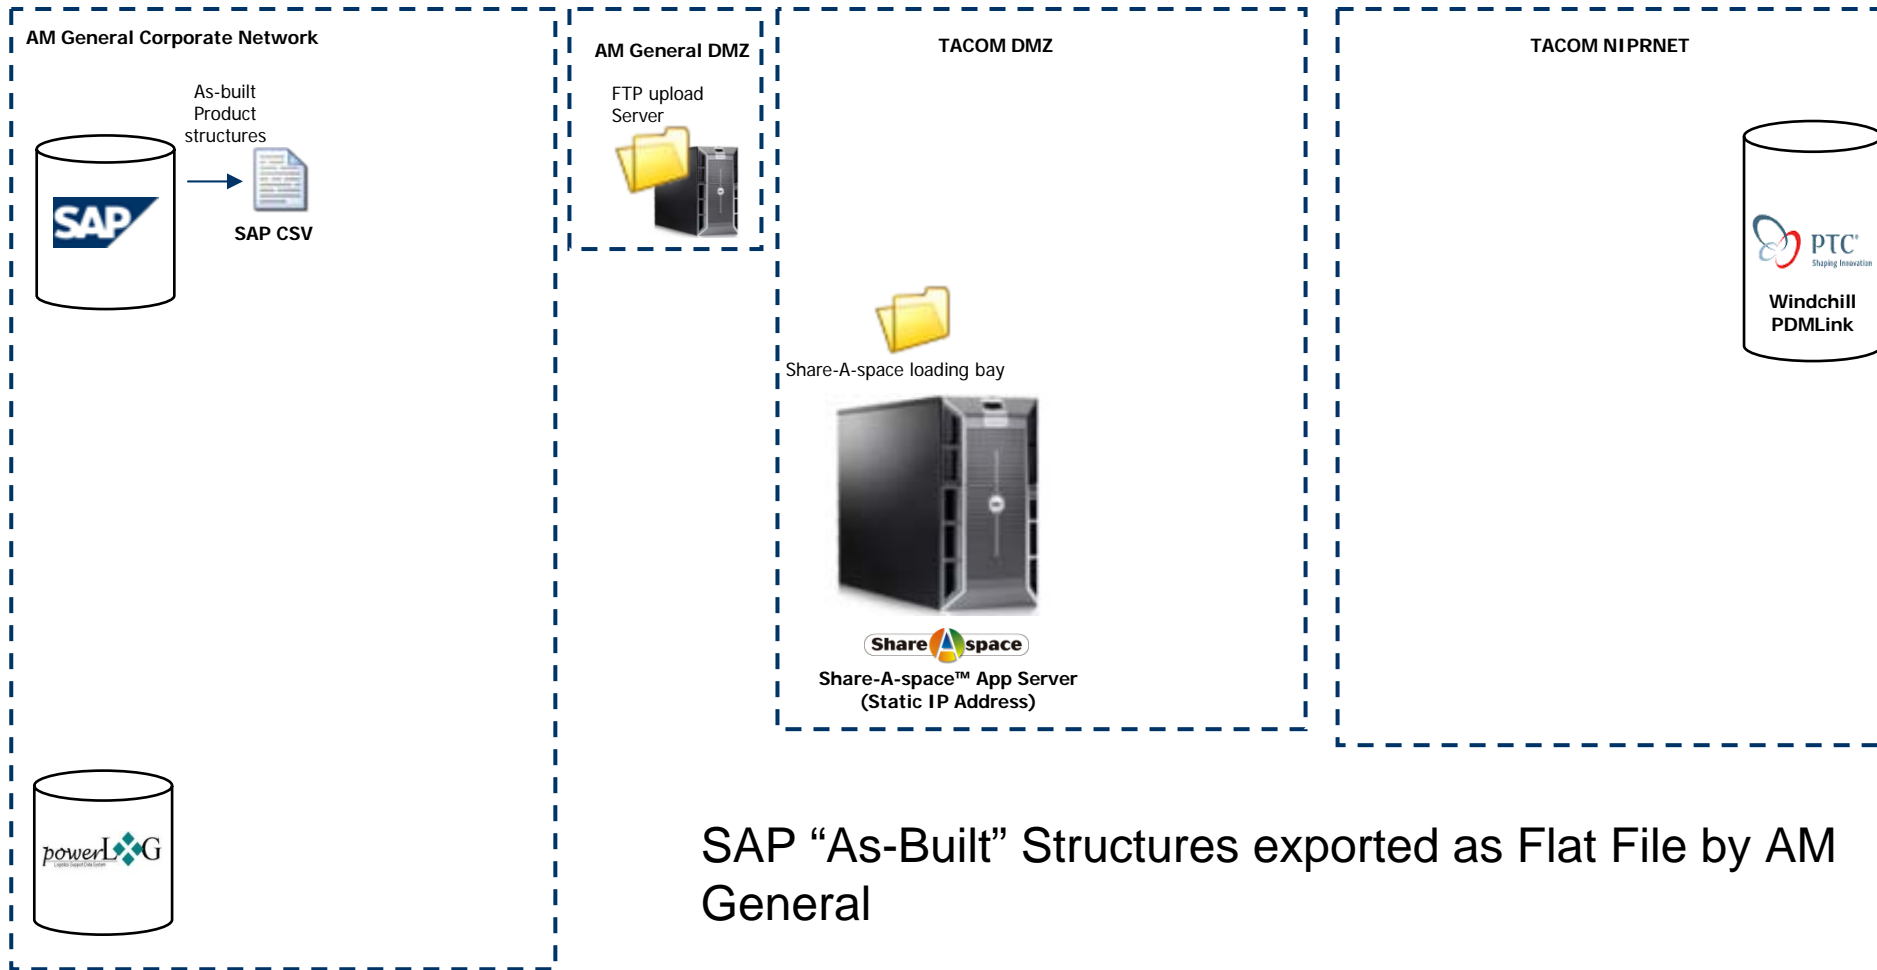 AM General Corporate Network
As-built
Product
structures
SAP
SAP CSV
powerLOG
AM General DMZ
FTP upload
Server
TACOM DMZ
Share-A-space loading bay
Share A space
Share-A-space™ App Server
(Static IP Address)
TACOM NIPRNET
PTC®
Shaping Innovation
Windchill
PDMLink
SAP “As-Built” Structures exported as Flat File by AM
General